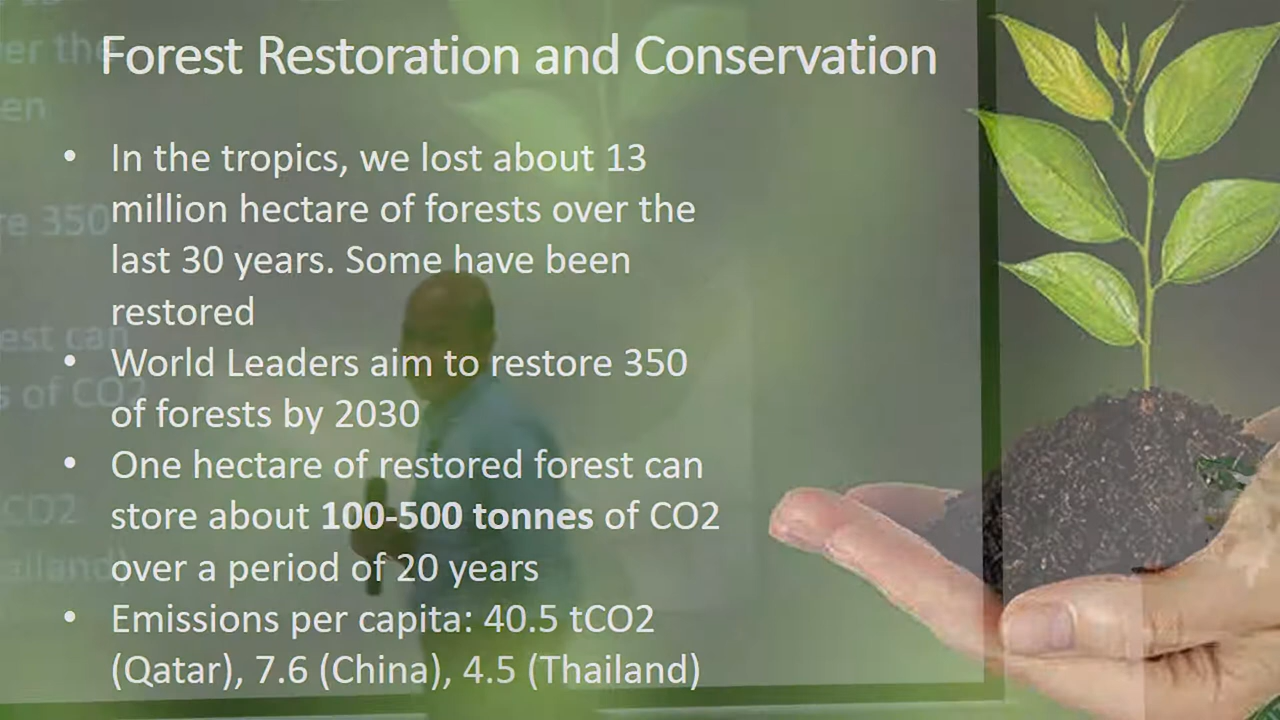 Forest Restoration and Conservation
• In the tropics, we lost about 13
million hectare of forests over the
last 30 years. Some have been
restored
• World Leaders aim to restore 350
of forests by 2030
• One hectare of restored forest can
store about 100-500 tonnes of CO2
over a period of 20 years
• Emissions per capita: 40.5 tCO2
(Qatar), 7.6 (China), 4.5 (Thailand)